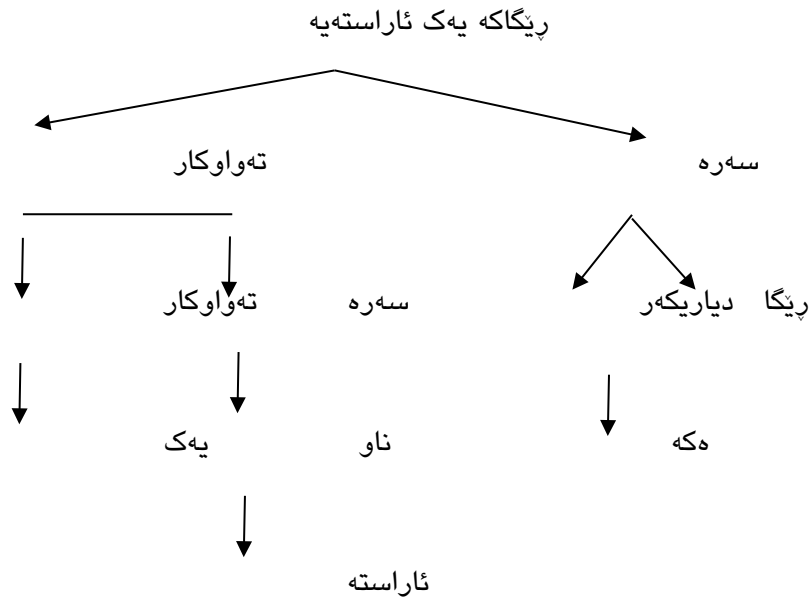 ڕێگاکە یەک ئاراستەیە
سەرە تەواوکار
ڕێگا دیاریکەر سەرە تەواوکار
ەکە ناو یەک
ئاراستە